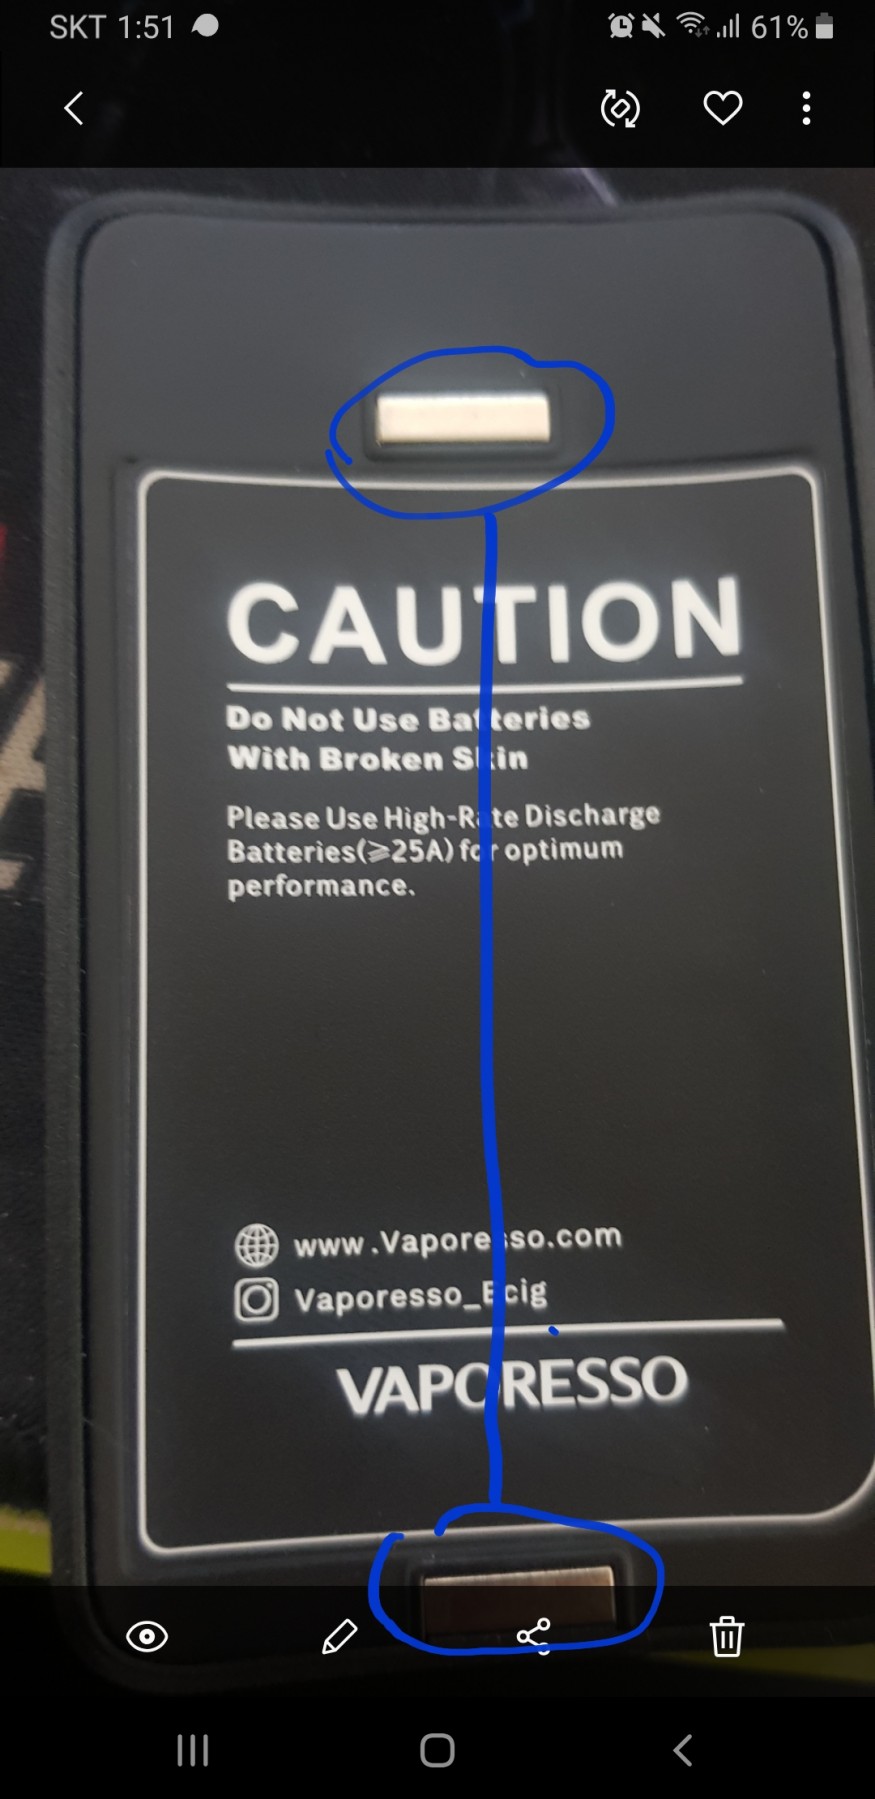 SKT 1:51
61%
CAUTION
Do Not Use Batteries
With Broken Skin
Please Use High-Rate Discharge
Batteries(⩾25A) for optimum
performance.
www.Vaporesso.com
Vaporesso_Ecig
VAPORESSO